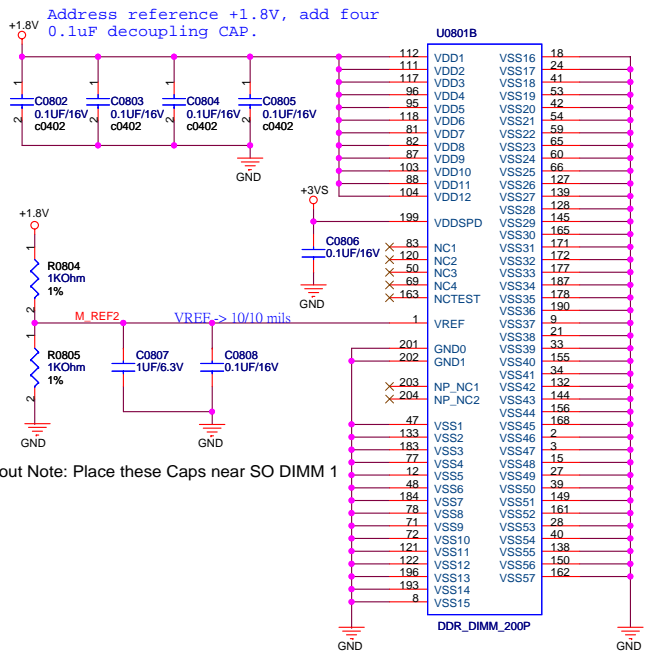 Address reference +1.8V, add four
0.1uF decoupling CAP.
+1.8V
U0801B
1 1 1 1
C0802 C0803 C0804 C0805
0.1UF/16V 0.1UF/16V 0.1UF/16V 0.1UF/16V
c0402 c0402 c0402 c0402
2 2 2 2
GND
112 VDD1
111 VDD2
117 VDD3
96 VDD4
95 VDD5
118 VDD6
81 VDD7
82 VDD8
87 VDD9
103 VDD10
88 VDD11
104 VDD12
+3VS
199 VDDSPD
C0806
0.1UF/16V
GND
83 NC1
120 NC2
50 NC3
69 NC4
163 NCTEST
+1.8V
1
R0804
1KOhm
1%
2
M_REF2
VREF -> 10/10 mils
1 VREF
1
R0805
1KOhm
1%
2
GND
C0807
1UF/6.3V
C0808
0.1UF/16V
GND
201 GND0
202 GND1
203 NP_NC1
204 NP_NC2
out Note: Place these Caps near SO DIMM 1
47 VSS1
133 VSS2
183 VSS3
77 VSS4
12 VSS5
48 VSS6
184 VSS7
78 VSS8
71 VSS9
72 VSS10
121 VSS11
122 VSS12
196 VSS13
193 VSS14
8 VSS15
GND
VSS16 18
VSS17 24
VSS18 41
VSS19 53
VSS20 42
VSS21 54
VSS22 59
VSS23 65
VSS24 60
VSS25 66
VSS26 127
VSS27 139
VSS28 128
VSS29 145
VSS30 165
VSS31 171
VSS32 172
VSS33 177
VSS34 187
VSS35 178
VSS36 190
VSS37 9
VSS38 21
VSS39 33
VSS40 155
VSS41 34
VSS42 132
VSS43 144
VSS44 156
VSS45 168
VSS46 2
VSS47 3
VSS48 15
VSS49 27
VSS50 39
VSS51 149
VSS52 161
VSS53 28
VSS54 40
VSS55 138
VSS56 150
VSS57 162
DDR_DIMM_200P
GND